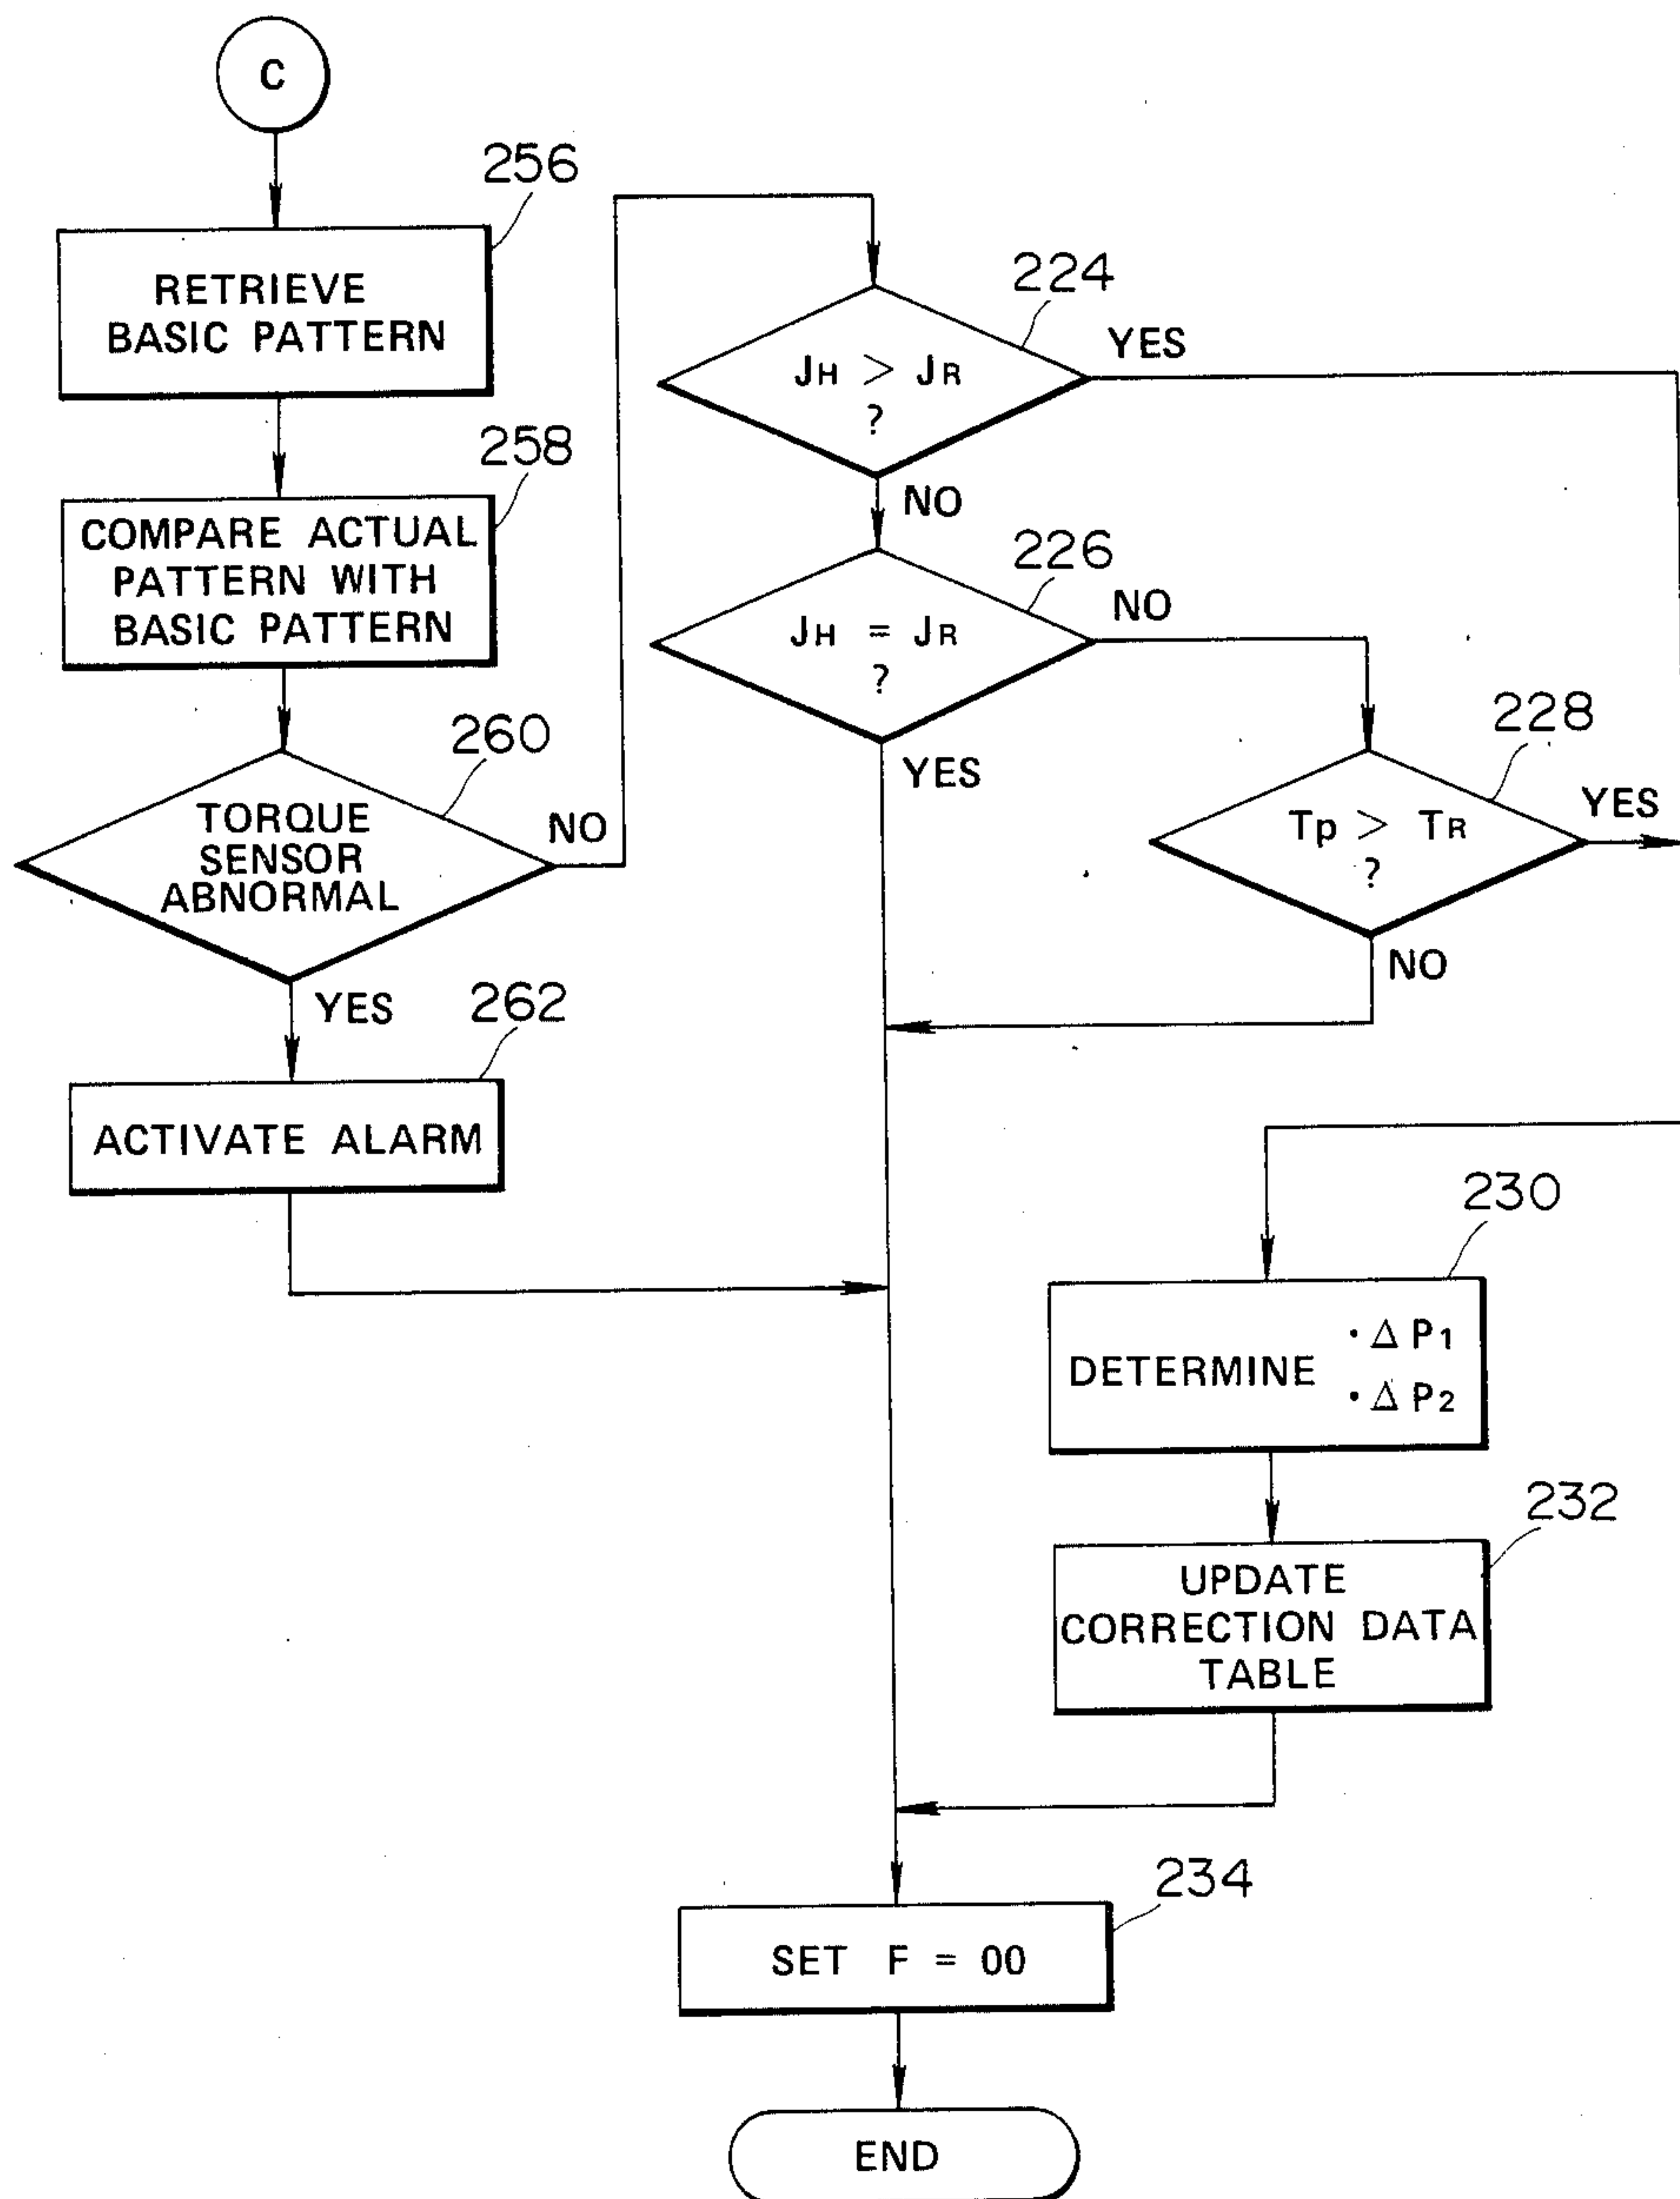 C
256
RETRIEVE
BASIC PATTERN
258
COMPARE ACTUAL
PATTERN WITH
BASIC PATTERN
260
TORQUE
SENSOR
ABNORMAL
NO
YES
262
ACTIVATE ALARM
224
JH > JR
?
YES
NO
226
JH = JR
?
NO
YES
228
Tp > TR
?
YES
NO
230
DETERMINE
· Δ P1
· Δ P2
232
UPDATE
CORRECTION DATA
TABLE
234
SET F = 00
END